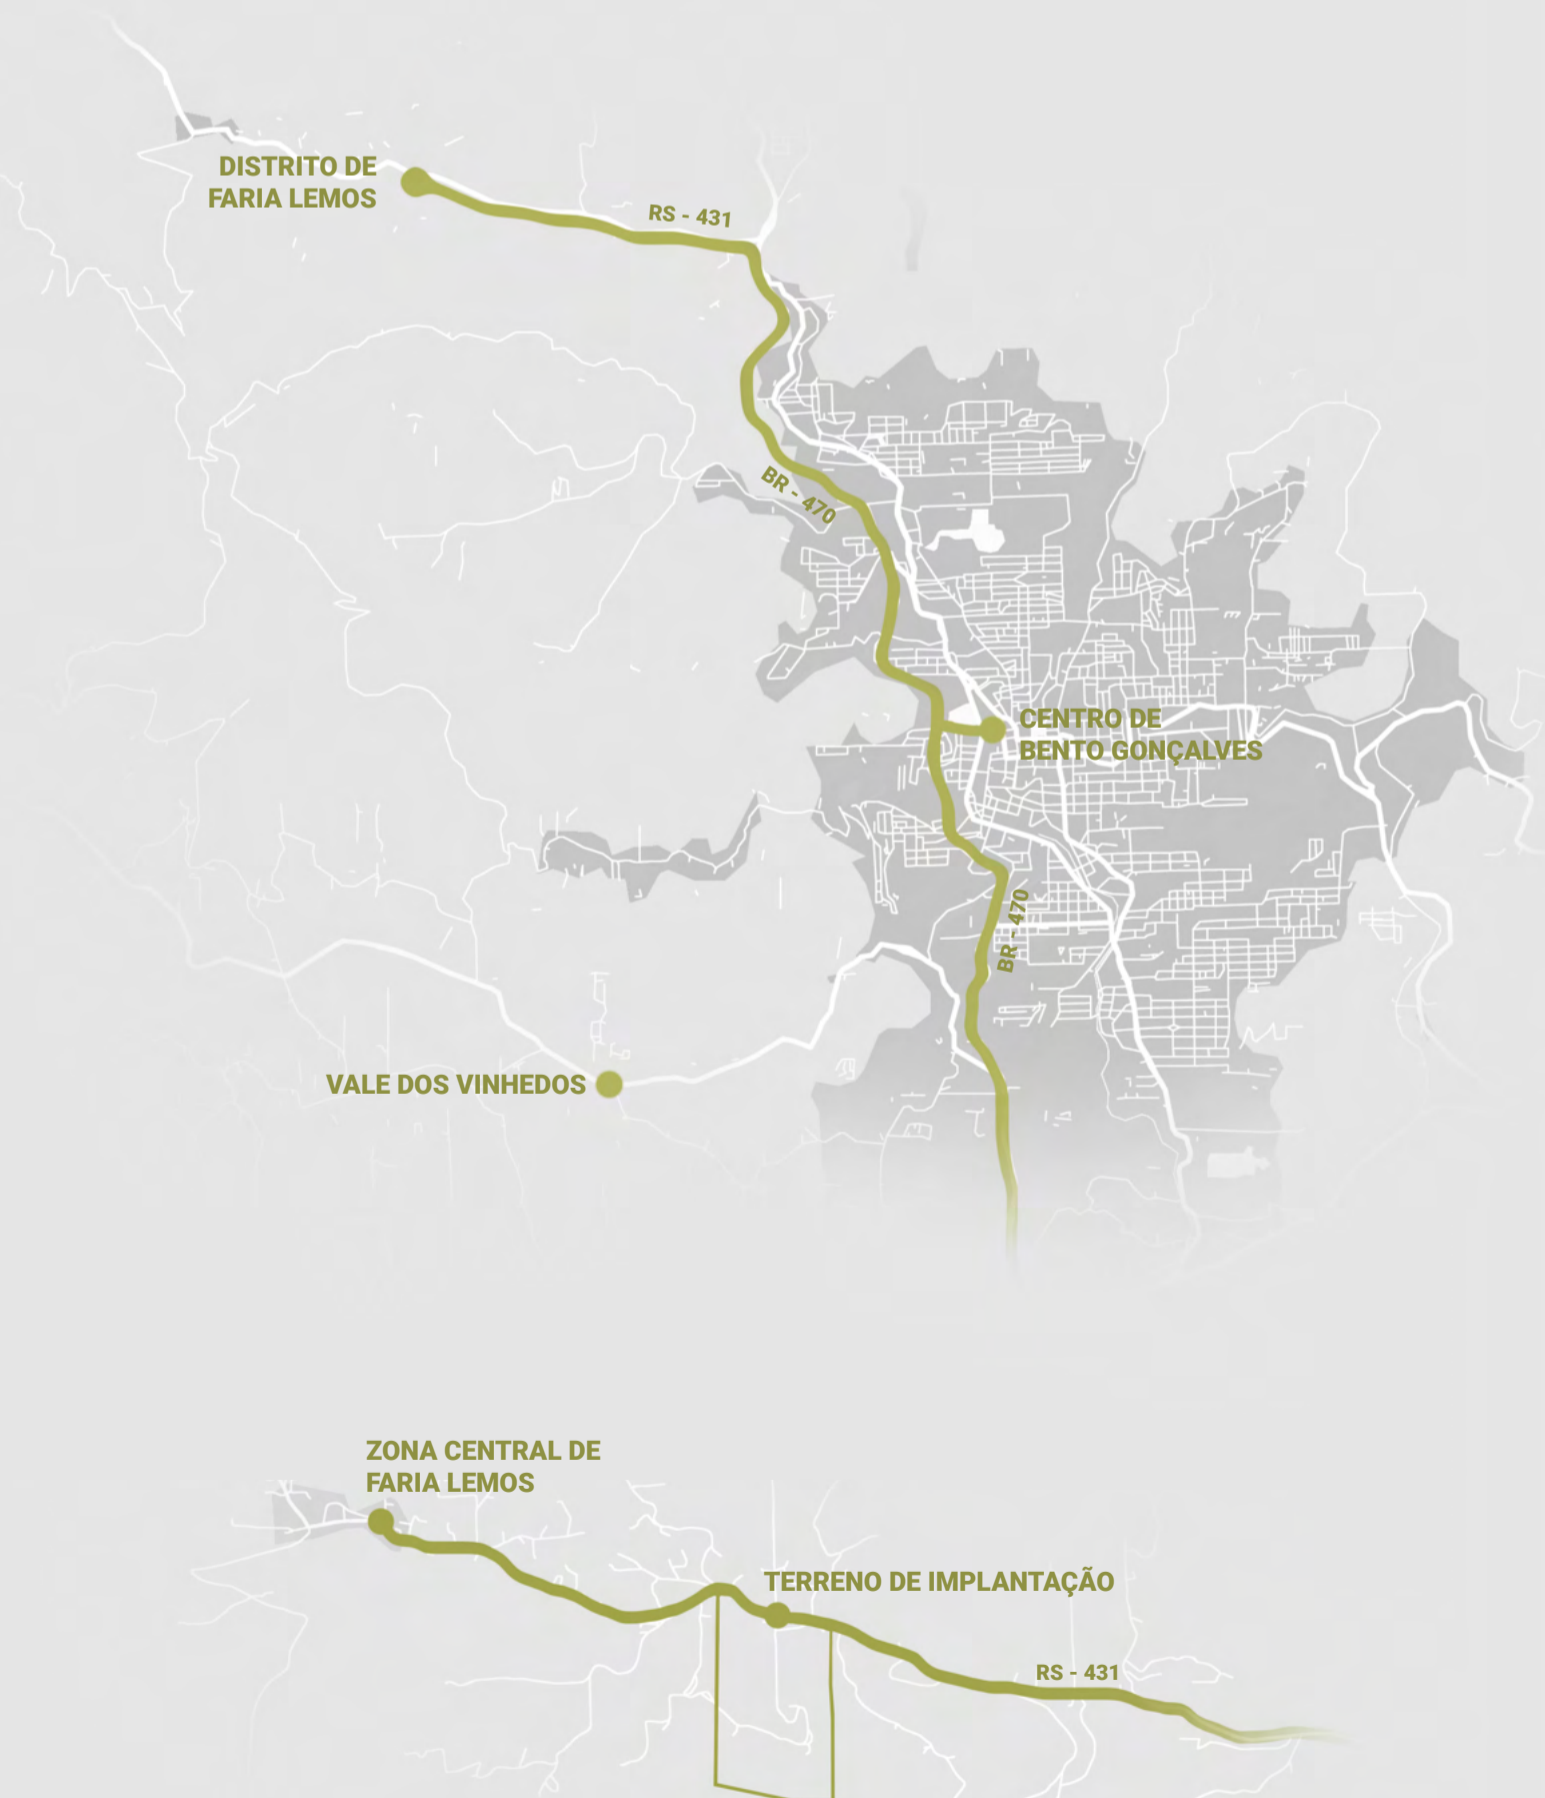 DISTRITO DE
FARIA LEMOS
RS - 431
BR - 470
CENTRO DE
BENTO GONÇALVES
BR - 470
VALE DOS VINHEDOS
ZONA CENTRAL DE
FARIA LEMOS
TERRENO DE IMPLANTAÇÃO
RS - 431